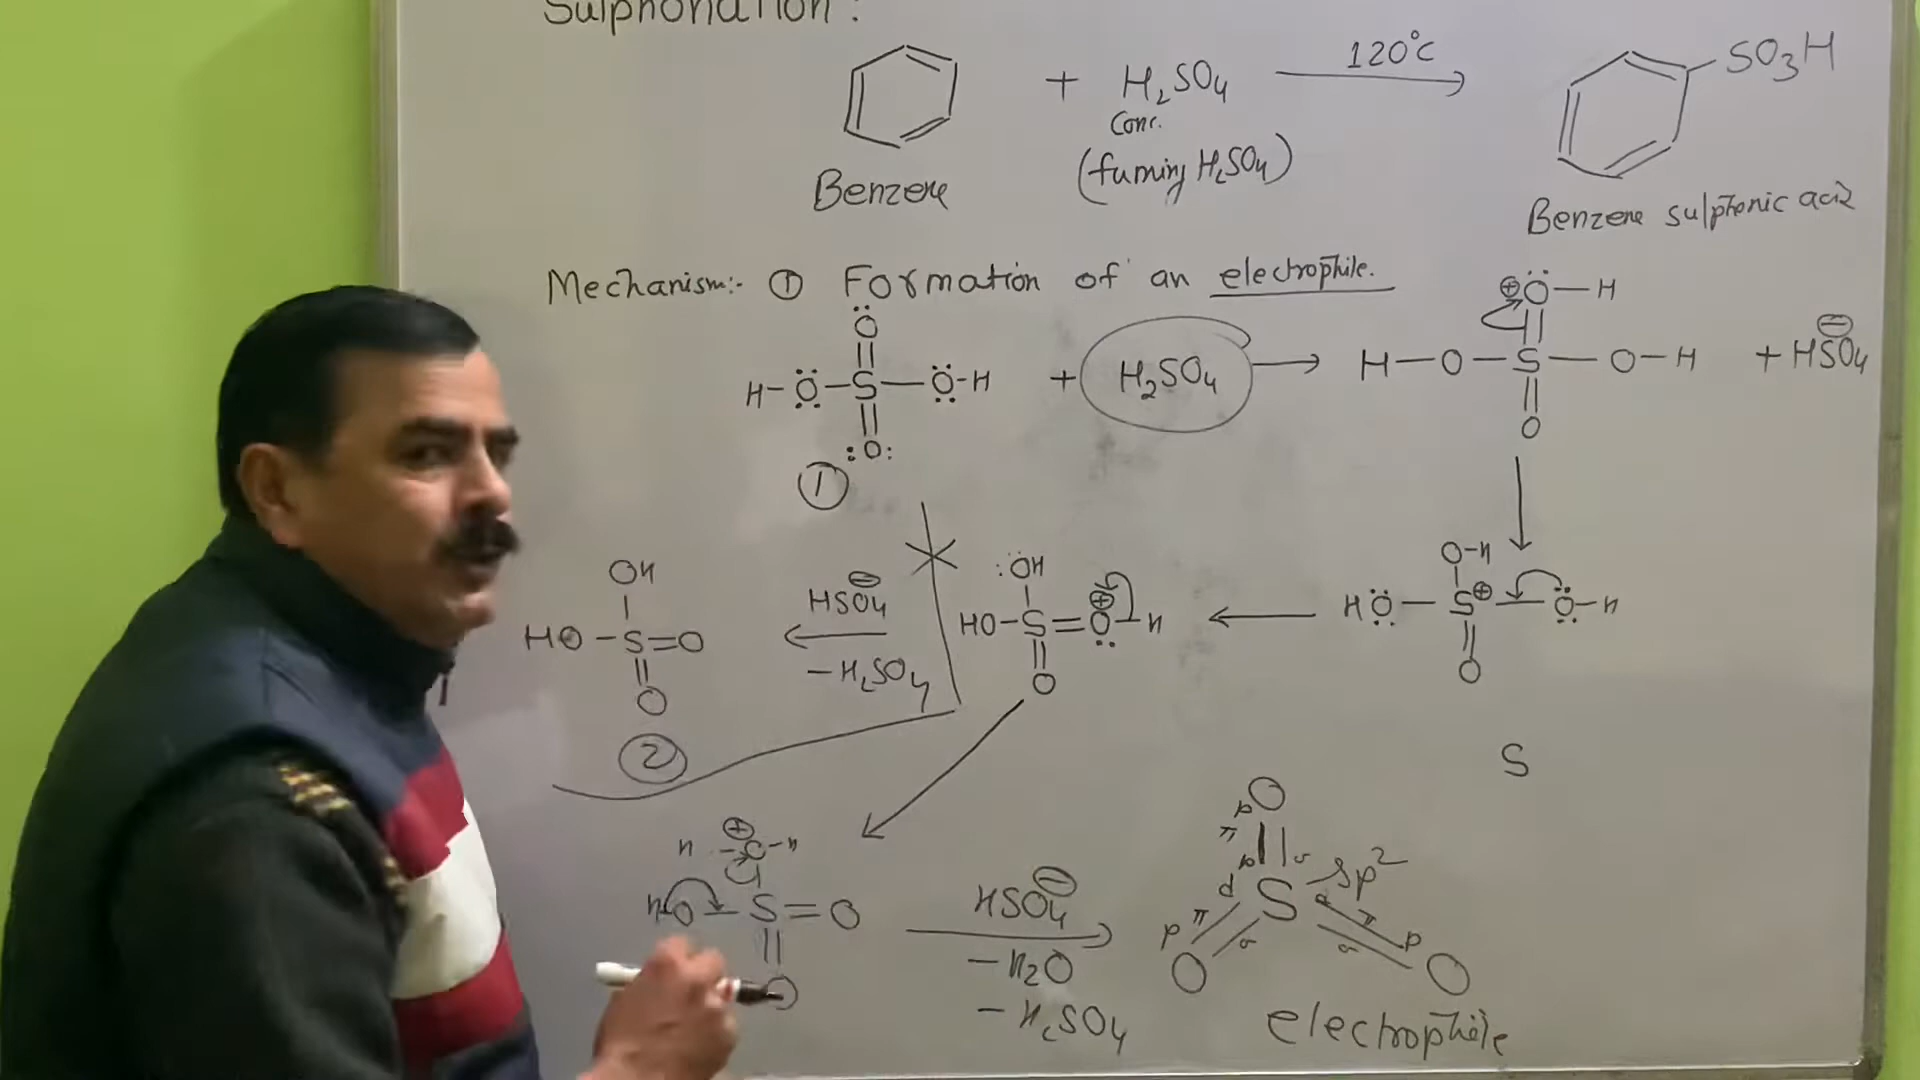 Sulphonation :
+ H2SO4 120°C SO3H
Conc.
(fuming H2SO4)
Benzene
Benzene sulphonic acid
Mechanism:- ① Formation of an electrophile.
H-O-S-O-H
O
O
①
+ H2SO4 →
⊕O-H
H-O-S-O-H
O
+ HSO4⊖
O-H
HO-S⊕-O-H
O
←
OH
HO-S=O⊕-H
O
HSO4⊖
←
-H2SO4
OH
HO-S=O
O
②
S
H-O⊕-H
HO-S=O
O
HSO4⊖
→
-H2O
-H2SO4
O
p
π
d σ
S sp2
d d
π σ π
p σ p
O O
electrophile